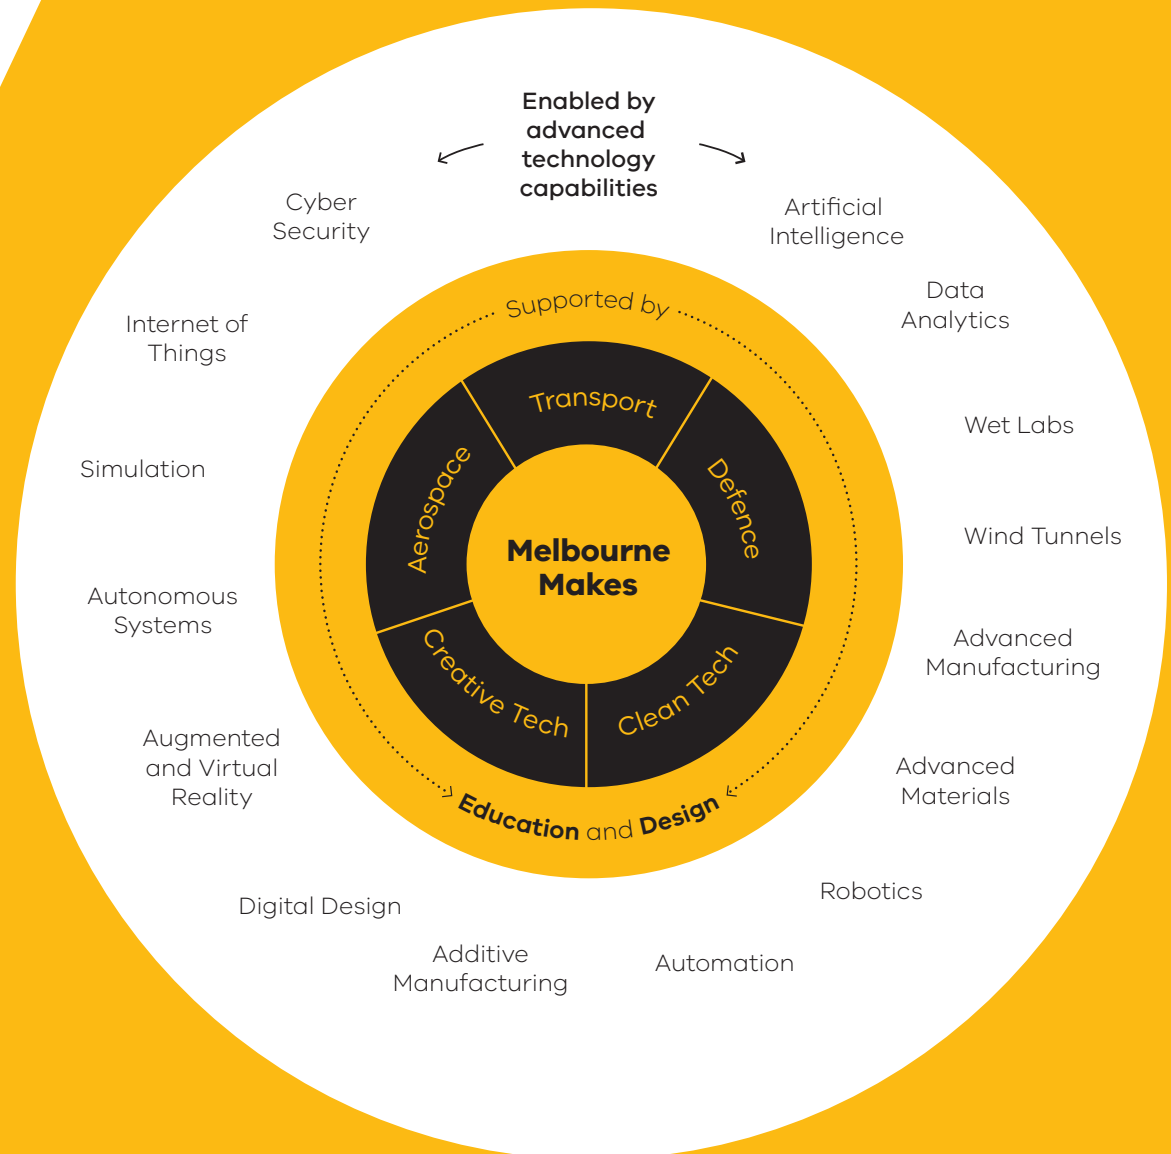 Enabled by
advanced
technology
capabilities
Cyber
Security
Artificial
Intelligence
Data
Analytics
Internet of
Things
Wet Labs
Simulation
Wind Tunnels
Autonomous
Systems
Advanced
Manufacturing
Augmented
and Virtual
Reality
Advanced
Materials
Digital Design
Robotics
Additive
Manufacturing
Automation
Supported by
Transport
Aerospace
Defence
Melbourne
Makes
Creative Tech
Clean Tech
Education and Design